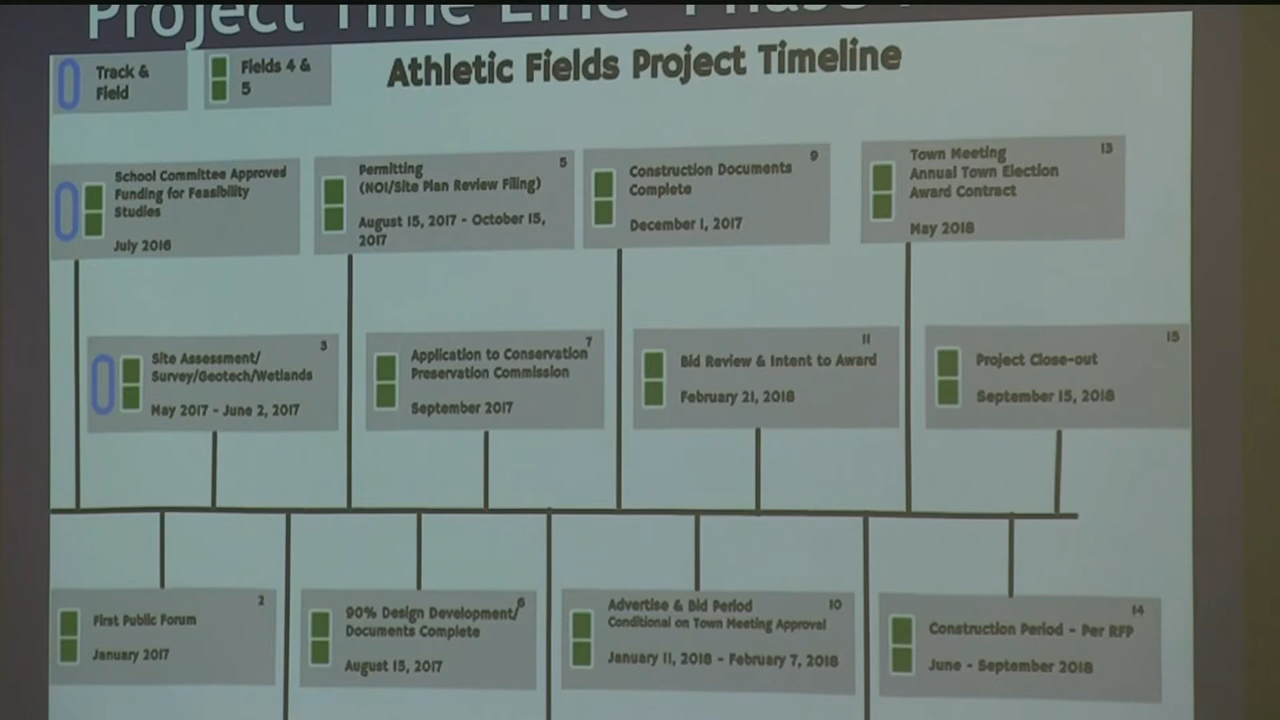 Project Time Line
Track &
Field
Fields 4 &
5
Athletic Fields Project Timeline
School Committee Approved
Funding for Feasibility
Studies
July 2016
5
Permitting
(NOI/Site Plan Review Filing)
August 15, 2017 - October 15,
2017
9
Construction Documents
Complete
December 1, 2017
13
Town Meeting
Annual Town Election
Award Contract
May 2018
3
Site Assessment/
Survey/Geotech/Wetlands
May 2017 - June 2, 2017
7
Application to Conservation
Preservation Commission
September 2017
11
Bid Review & Intent to Award
February 21, 2018
15
Project Close-out
September 15, 2018
2
First Public Forum
January 2017
6
90% Design Development/
Documents Complete
August 15, 2017
10
Advertise & Bid Period
Conditional on Town Meeting Approval
January 11, 2018 - February 7, 2018
14
Construction Period - Per RFP
June - September 2018